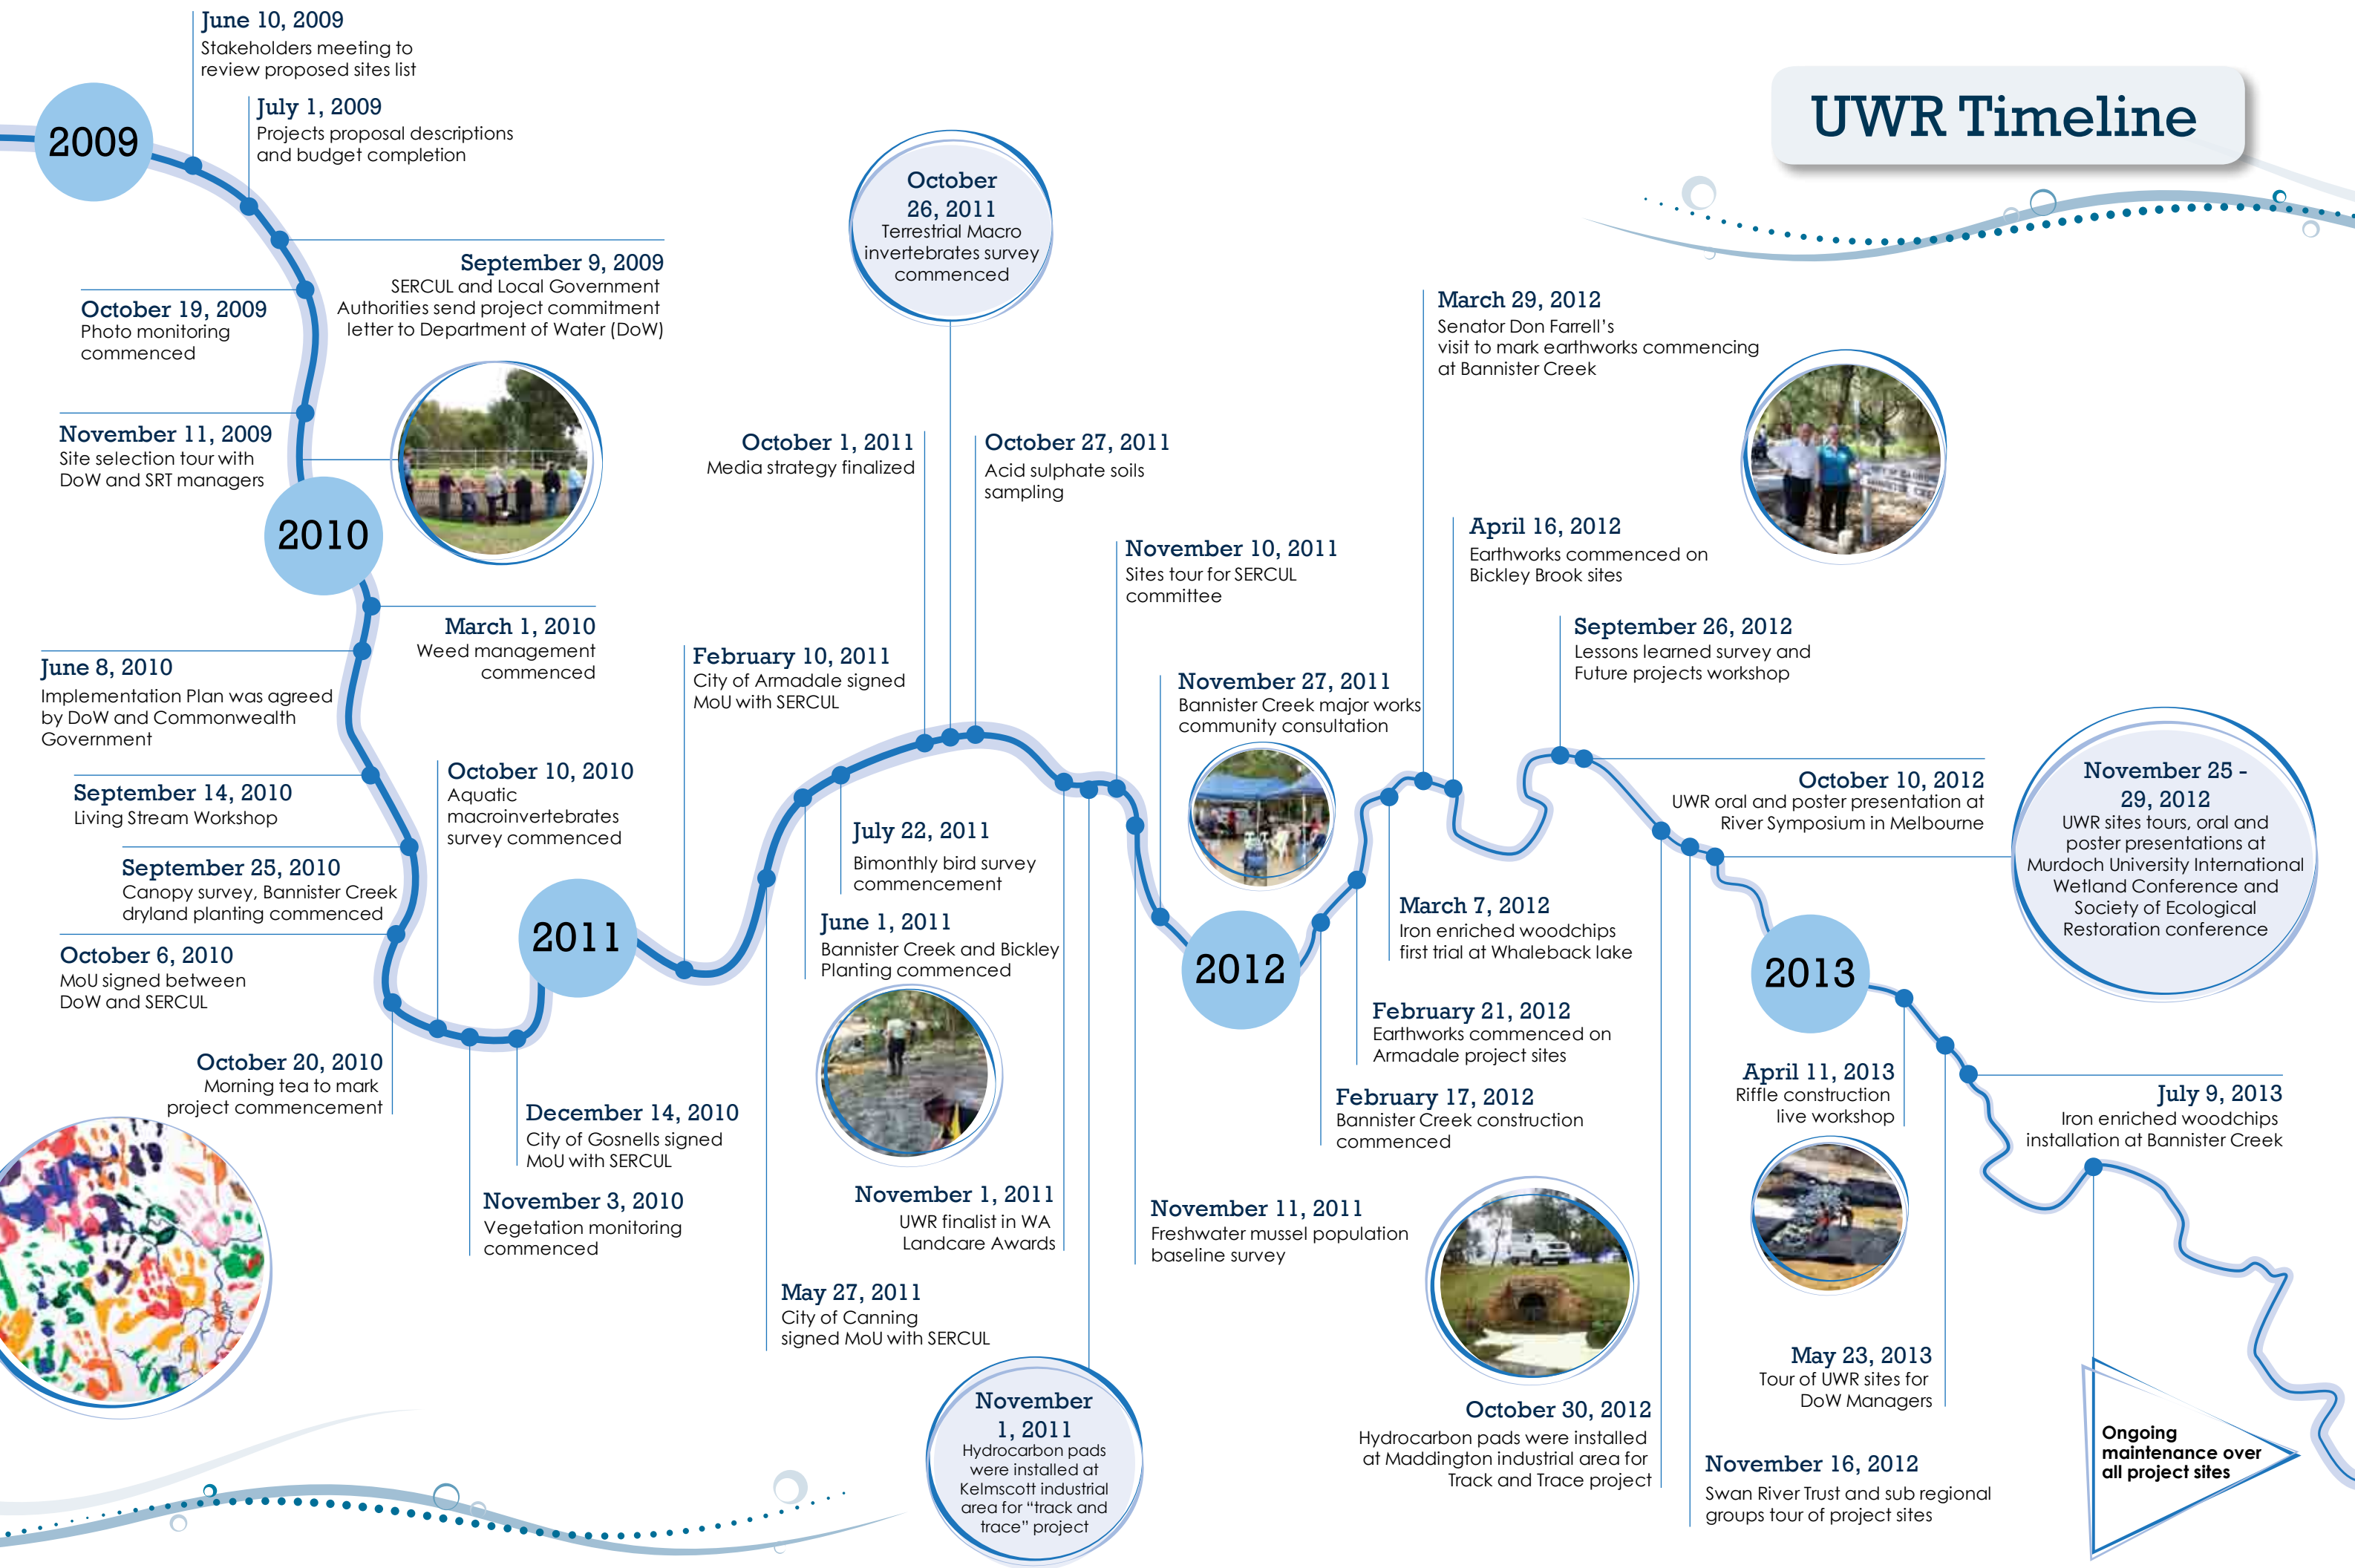 UWR Timeline
2009
June 10, 2009
Stakeholders meeting to
review proposed sites list
July 1, 2009
Projects proposal descriptions
and budget completion
September 9, 2009
SERCUL and Local Government
Authorities send project commitment
letter to Department of Water (DoW)
October 19, 2009
Photo monitoring
commenced
November 11, 2009
Site selection tour with
DoW and SRT managers
2010
March 1, 2010
Weed management
commenced
June 8, 2010
Implementation Plan was agreed
by DoW and Commonwealth
Government
September 14, 2010
Living Stream Workshop
September 25, 2010
Canopy survey, Bannister Creek
dryland planting commenced
October 6, 2010
MoU signed between
DoW and SERCUL
October 20, 2010
Morning tea to mark
project commencement
October 10, 2010
Aquatic
macroinvertebrates
survey commenced
November 3, 2010
Vegetation monitoring
commenced
December 14, 2010
City of Gosnells signed
MoU with SERCUL
2011
February 10, 2011
City of Armadale signed
MoU with SERCUL
May 27, 2011
City of Canning
signed MoU with SERCUL
June 1, 2011
Bannister Creek and Bickley
Planting commenced
July 22, 2011
Bimonthly bird survey
commencement
October 1, 2011
Media strategy finalized
October
26, 2011
Terrestrial Macro
invertebrates survey
commenced
October 27, 2011
Acid sulphate soils
sampling
November 1, 2011
UWR finalist in WA
Landcare Awards
November
1, 2011
Hydrocarbon pads
were installed at
Kelmscott industrial
area for “track and
trace” project
November 10, 2011
Sites tour for SERCUL
committee
November 11, 2011
Freshwater mussel population
baseline survey
November 27, 2011
Bannister Creek major works
community consultation
2012
February 17, 2012
Bannister Creek construction
commenced
February 21, 2012
Earthworks commenced on
Armadale project sites
March 7, 2012
Iron enriched woodchips
first trial at Whaleback lake
March 29, 2012
Senator Don Farrell’s
visit to mark earthworks commencing
at Bannister Creek
April 16, 2012
Earthworks commenced on
Bickley Brook sites
September 26, 2012
Lessons learned survey and
Future projects workshop
October 10, 2012
UWR oral and poster presentation at
River Symposium in Melbourne
October 30, 2012
Hydrocarbon pads were installed
at Maddington industrial area for
Track and Trace project
November 16, 2012
Swan River Trust and sub regional
groups tour of project sites
November 25 -
29, 2012
UWR sites tours, oral and
poster presentations at
Murdoch University International
Wetland Conference and
Society of Ecological
Restoration conference
2013
April 11, 2013
Riffle construction
live workshop
May 23, 2013
Tour of UWR sites for
DoW Managers
July 9, 2013
Iron enriched woodchips
installation at Bannister Creek
Ongoing
maintenance over
all project sites